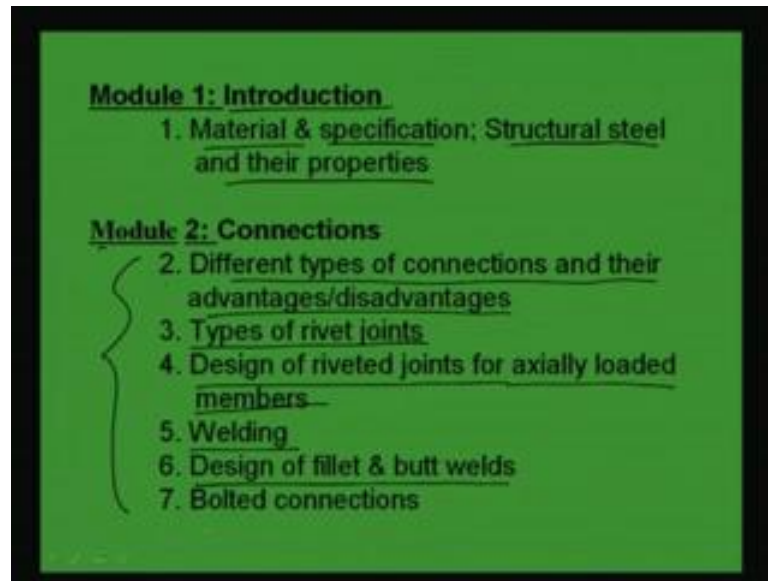 Module 1: Introduction
1. Material & specification; Structural steel
and their properties
Module 2: Connections
2. Different types of connections and their
advantages/disadvantages
3. Types of rivet joints
4. Design of riveted joints for axially loaded
members
5. Welding
6. Design of fillet & butt welds
7. Bolted connections